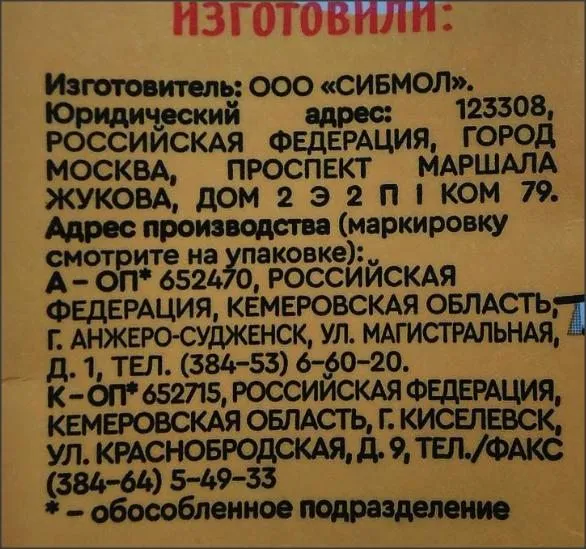 ИЗГОТОВИЛИ:
Изготовитель: ООО «СИБМОЛ».
Юридический адрес: 123308,
РОССИЙСКАЯ ФЕДЕРАЦИЯ, ГОРОД
МОСКВА, ПРОСПЕКТ МАРШАЛА
ЖУКОВА, ДОМ 2 Э 2 П I КОМ 79.
Адрес производства (маркировку
смотрите на упаковке):
А – ОП* 652470, РОССИЙСКАЯ
ФЕДЕРАЦИЯ, КЕМЕРОВСКАЯ ОБЛАСТЬ,
Г. АНЖЕРО-СУДЖЕНСК, УЛ. МАГИСТРАЛЬНАЯ,
Д. 1, ТЕЛ. (384-53) 6-60-20.
К – ОП* 652715, РОССИЙСКАЯ ФЕДЕРАЦИЯ,
КЕМЕРОВСКАЯ ОБЛАСТЬ, Г. КИСЕЛЕВСК,
УЛ. КРАСНОБРОДСКАЯ, Д. 9, ТЕЛ./ФАКС
(384-64) 5-49-33
* – обособленное подразделение